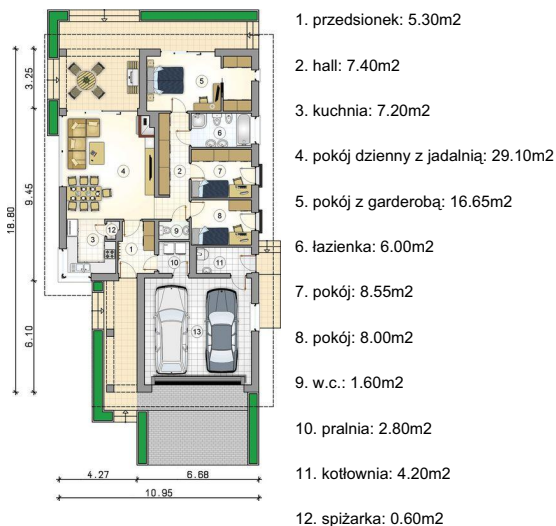 1. przedsionek: 5.30m2
2. hall: 7.40m2
3. kuchnia: 7.20m2
4. pokój dzienny z jadalnią: 29.10m2
5. pokój z garderobą: 16.65m2
6. łazienka: 6.00m2
7. pokój: 8.55m2
8. pokój: 8.00m2
9. w.c.: 1.60m2
10. pralnia: 2.80m2
11. kotłownia: 4.20m2
12. spiżarka: 0.60m2
3.25
9.45
18.80
6.10
4.27
6.68
10.95
5
6
4
2
7
8
12
9
3
1
10
11
13